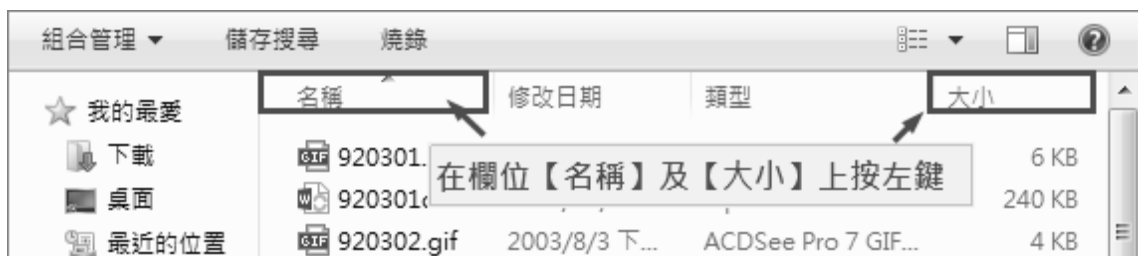 組合管理 ▼ 儲存搜尋 燒錄
名稱 修改日期 類型 大小
我的最愛
下載 GIF 920301. 6 KB
在欄位【名稱】及【大小】上按左鍵
桌面 920301c 240 KB
最近的位置 GIF 920302.gif 2003/8/3 下... ACDSee Pro 7 GIF... 4 KB